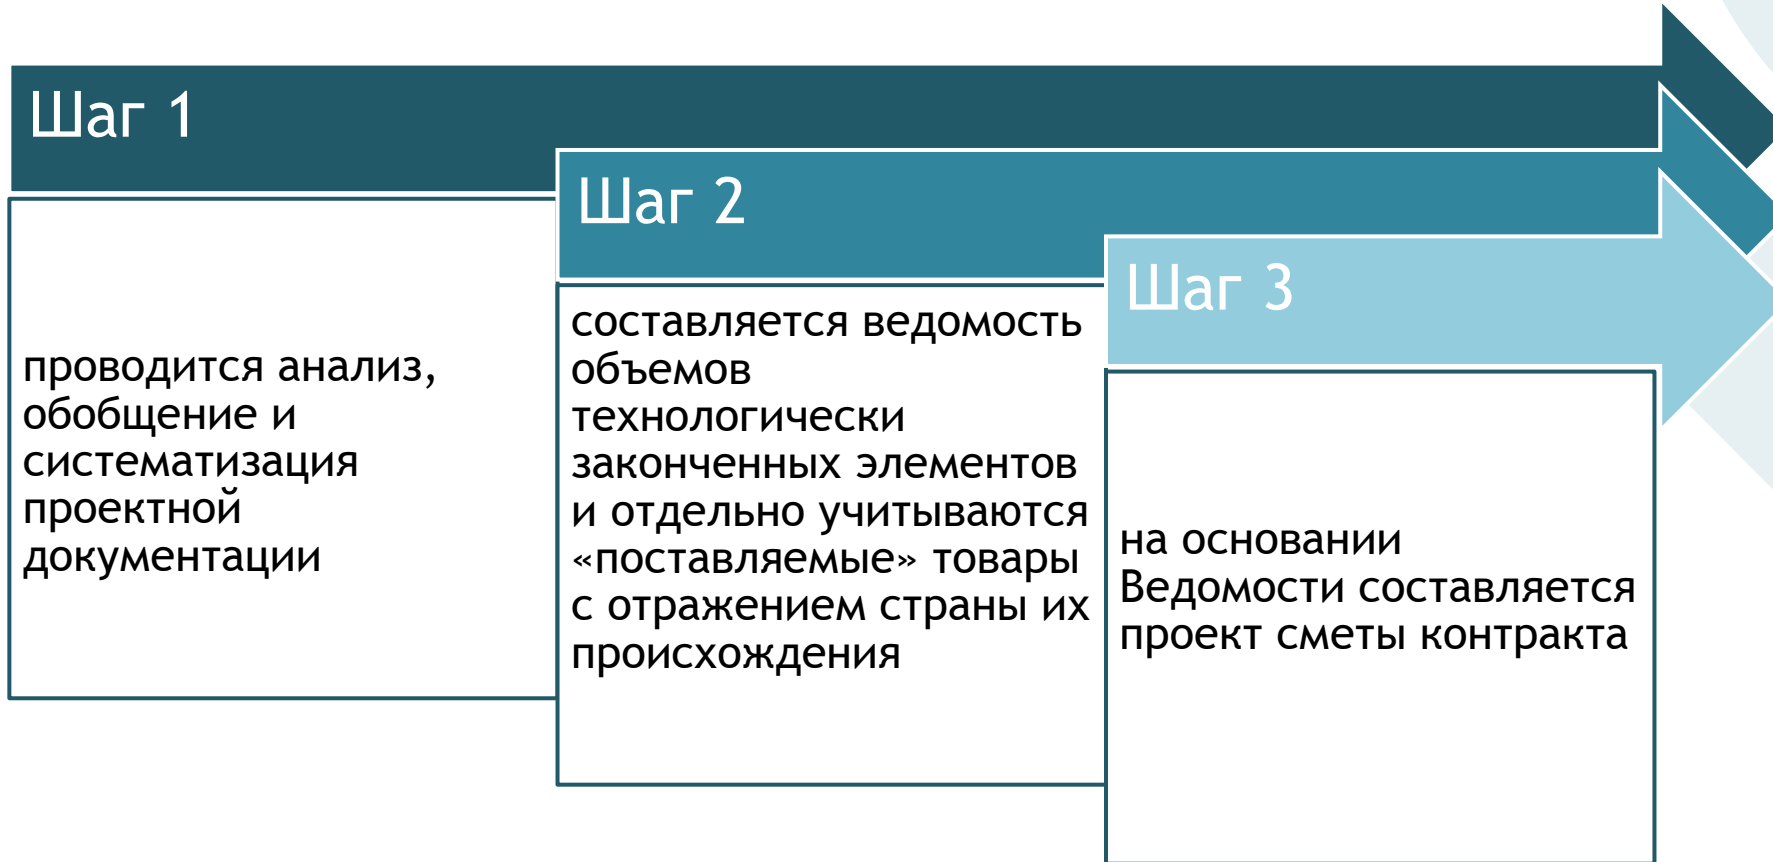 Шаг 1
проводится анализ,
обобщение и
систематизация
проектной
документации
Шаг 2
составляется ведомость
объемов
технологически
законченных элементов
и отдельно учитываются
«поставляемые» товары
с отражением страны их
происхождения
Шаг 3
на основании
Ведомости составляется
проект сметы контракта